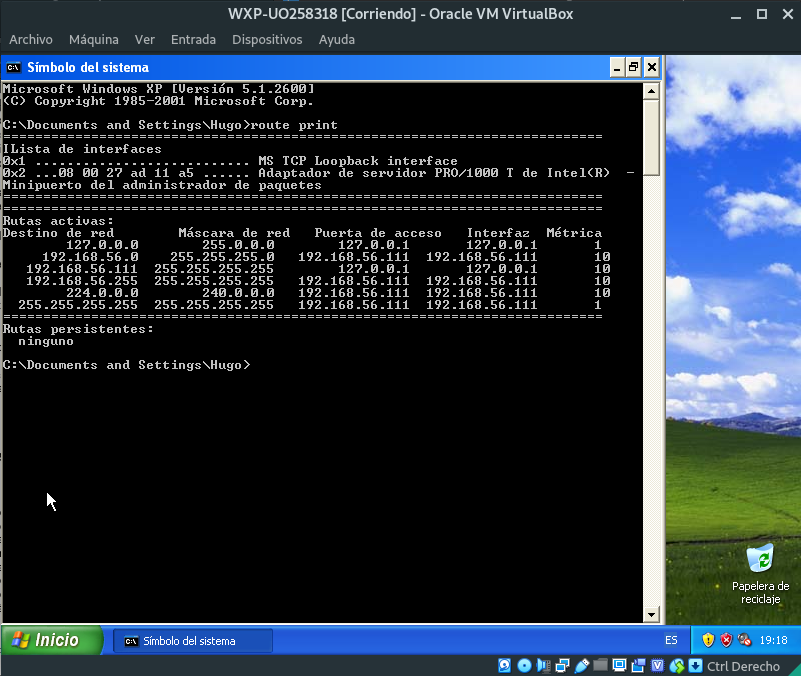 WXP-UO258318 [Corriendo] - Oracle VM VirtualBox
Archivo Máquina Ver Entrada Dispositivos Ayuda
Símbolo del sistema
Microsoft Windows XP [Versión 5.1.2600]
(C) Copyright 1985-2001 Microsoft Corp.
C:\Documents and Settings\Hugo>route print
===========================================================================
ILista de interfaces
0x1 ........................... MS TCP Loopback interface
0x2 ...08 00 27 ad 11 a5 ...... Adaptador de servidor PRO/1000 T de Intel(R)  -
Minipuerto del administrador de paquetes
===========================================================================
===========================================================================
Rutas activas:
Destino de red        Máscara de red   Puerta de acceso   Interfaz  Métrica
127.0.0.0        255.0.0.0        127.0.0.1       127.0.0.1       1
192.168.56.0    255.255.255.0   192.168.56.111  192.168.56.111       10
192.168.56.111  255.255.255.255        127.0.0.1       127.0.0.1       10
192.168.56.255  255.255.255.255   192.168.56.111  192.168.56.111       10
224.0.0.0        240.0.0.0   192.168.56.111  192.168.56.111       10
255.255.255.255  255.255.255.255   192.168.56.111  192.168.56.111       1
===========================================================================
Rutas persistentes:
ninguno
C:\Documents and Settings\Hugo>
Papelera de
reciclaje
Inicio
Símbolo del sistema
ES
19:18
Ctrl Derecho